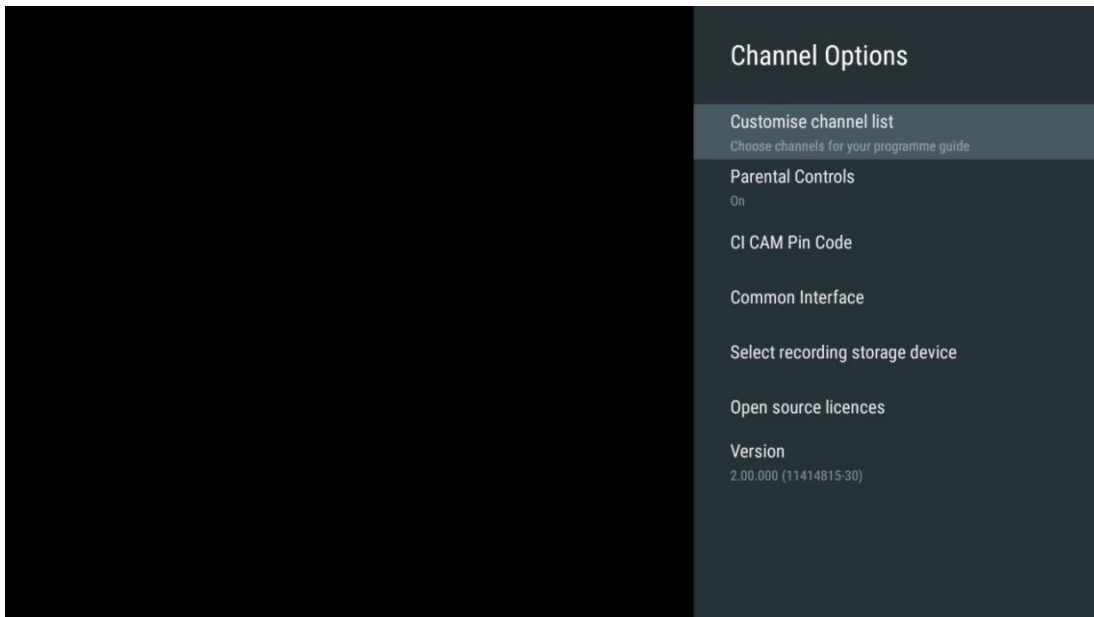 Channel Options
Customise channel list
Choose channels for your programme guide
Parental Controls
On
CI CAM Pin Code
Common Interface
Select recording storage device
Open source licences
Version
2.00.000 (11414815-30)